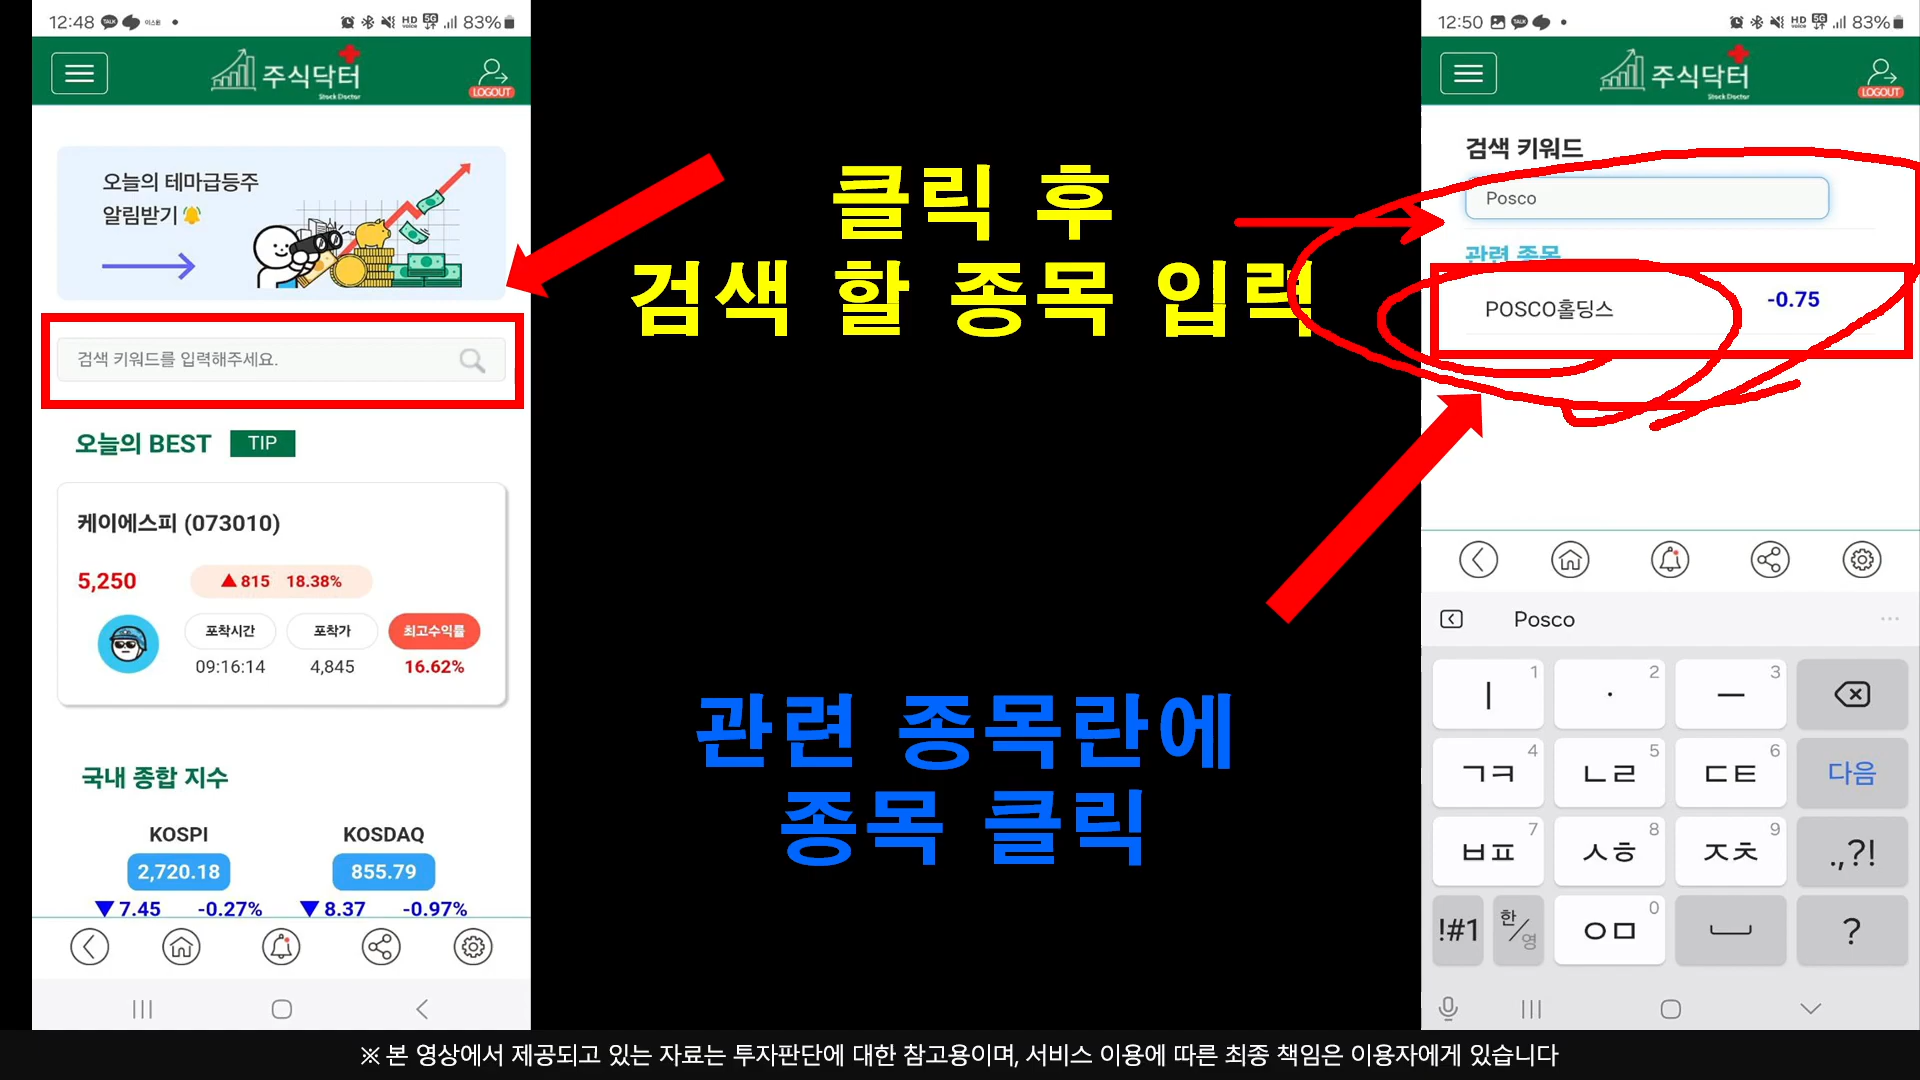 12:48
HD voice 5G 83%
주식닥터
Stock Doctor
LOGOUT
오늘의 테마급등주
알림받기
검색 키워드를 입력해주세요.
오늘의 BEST TIP
케이에스피 (073010)
5,250 ▲815 18.38%
포착시간 포착가 최고수익률
09:16:14 4,845 16.62%
국내 종합 지수
KOSPI KOSDAQ
2,720.18 855.79
▼7.45 -0.27% ▼8.37 -0.97%
클릭 후
검색 할 종목 입력
관련 종목란에
종목 클릭
12:50
HD voice 5G 83%
주식닥터
Stock Doctor
LOGOUT
검색 키워드
Posco
관련 종목
POSCO홀딩스 -0.75
Posco
ㅣ 1 · 2 ㅡ 3
ㄱㅋ 4 ㄴㄹ 5 ㄷㅌ 6 다음
ㅂㅍ 7 ㅅㅎ 8 ㅈㅊ 9 .,?!
!#1 한/영 ㅇㅁ 0 ?
※ 본 영상에서 제공되고 있는 자료는 투자판단에 대한 참고용이며, 서비스 이용에 따른 최종 책임은 이용자에게 있습니다